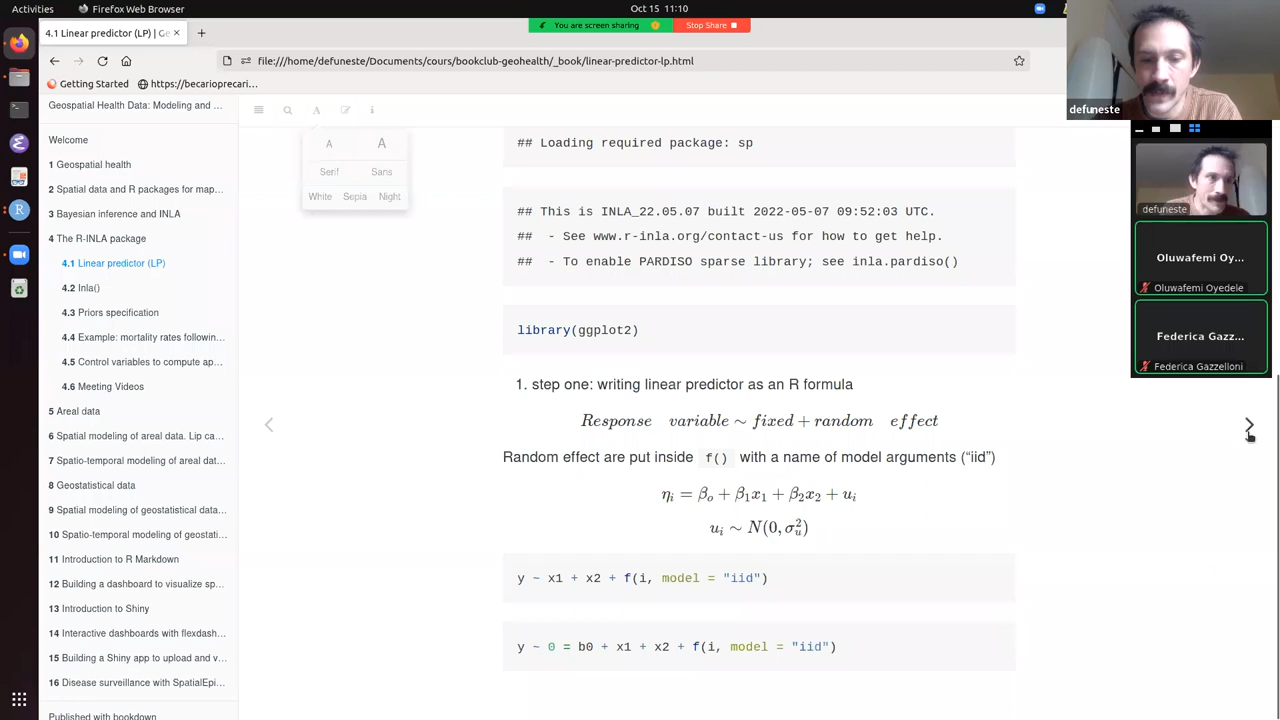 Activities
Firefox Web Browser
Oct 15 11:10
You are screen sharing
Stop Share
4.1 Linear predictor (LP) | Ge
file:///home/defuneste/Documents/cours/bookclub-geohealth/_book/linear-predictor-lp.html
Getting Started
https://becarioprecari...
defuneste
Geospatial Health Data: Modeling and ...
Welcome
1 Geospatial health
2 Spatial data and R packages for map...
3 Bayesian inference and INLA
4 The R-INLA package
4.1 Linear predictor (LP)
4.2 Inla()
4.3 Priors specification
4.4 Example: mortality rates followin...
4.5 Control variables to compute ap...
4.6 Meeting Videos
5 Areal data
6 Spatial modeling of areal data. Lip ca...
7 Spatio-temporal modeling of areal dat...
8 Geostatistical data
9 Spatial modeling of geostatistical data...
10 Spatio-temporal modeling of geostati...
11 Introduction to R Markdown
12 Building a dashboard to visualize sp...
13 Introduction to Shiny
14 Interactive dashboards with flexdash...
15 Building a Shiny app to upload and v...
16 Disease surveillance with SpatialEpi...
Published with bookdown
A
A A
Serif Sans
White Sepia Night
## Loading required package: sp
## This is INLA_22.05.07 built 2022-05-07 09:52:03 UTC.
## - See www.r-inla.org/contact-us for how to get help.
## - To enable PARDISO sparse library; see inla.pardiso()
library(ggplot2)
1. step one: writing linear predictor as an R formula
Response variable ∼ fixed + random effect
Random effect are put inside f() with a name of model arguments (“iid”)
η_i = β_o + β_1x_1 + β_2x_2 + u_i
u_i ∼ N(0, σ_u^2)
y ~ x1 + x2 + f(i, model = "iid")
y ~ 0 = b0 + x1 + x2 + f(i, model = "iid")
defuneste
Oluwafemi Oy...
Oluwafemi Oyedele
Federica Gazz...
Federica Gazzelloni